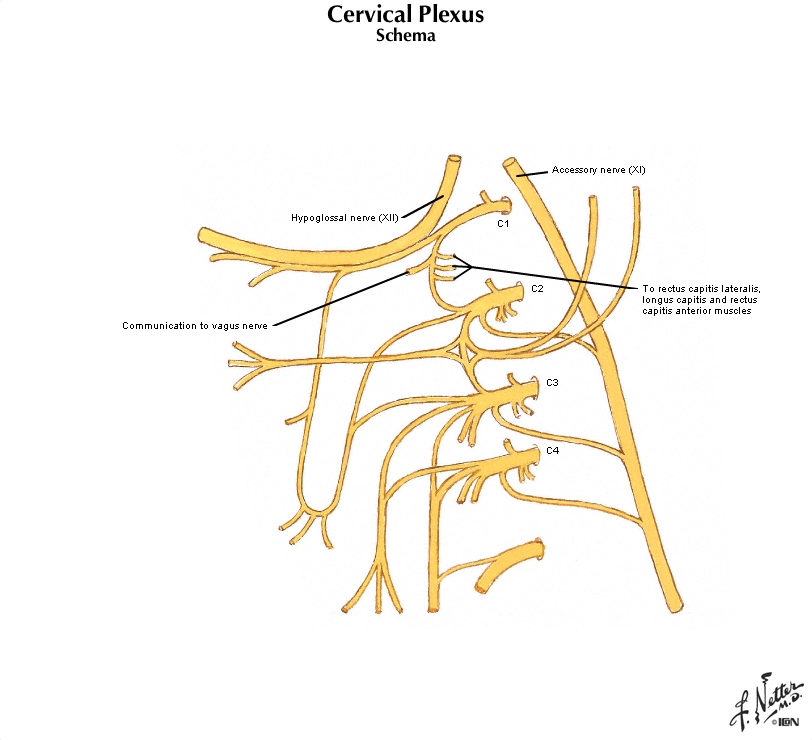 Cervical Plexus
Schema
Accessory nerve (XI)
Hypoglossal nerve (XII)
C1
C2
To rectus capitis lateralis,
longus capitis and rectus
capitis anterior muscles
Communication to vagus nerve
C3
C4
F. Netter
M.D.
© ICON